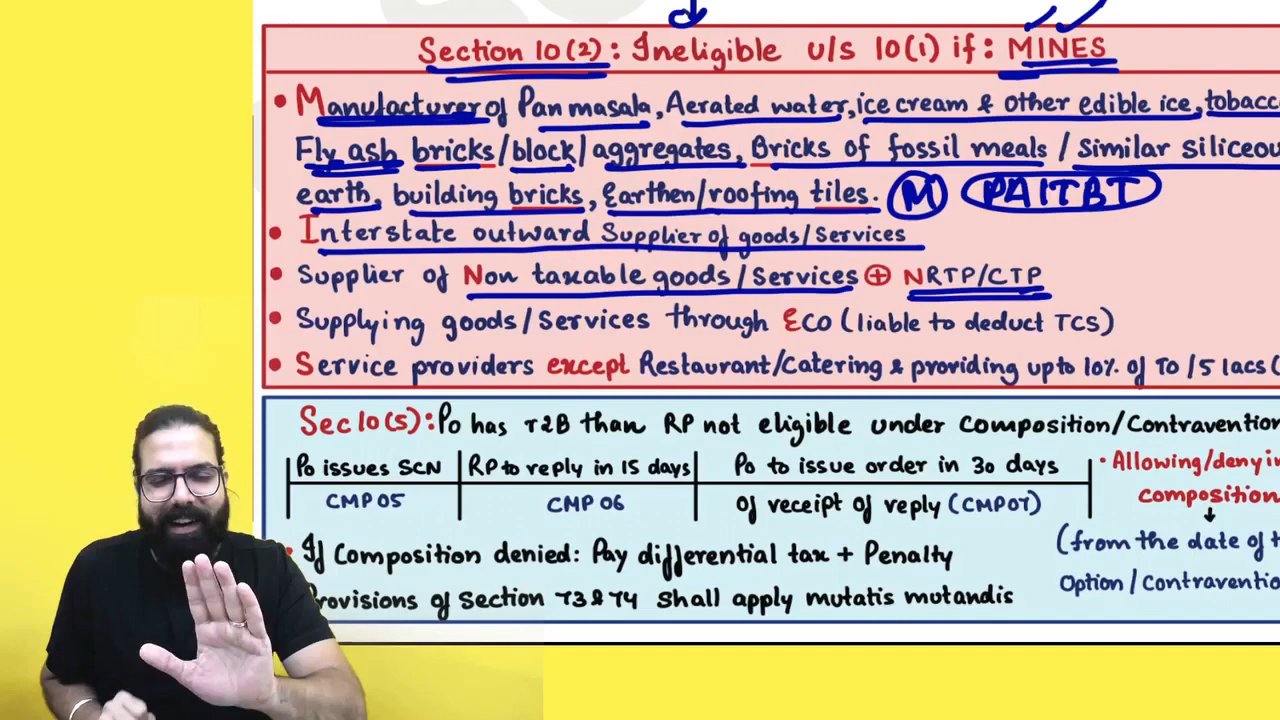 Section 10(2): Ineligible u/s 10(1) if: MINES
• Manufacturer of Pan masala, Aerated water, ice cream & other edible ice, tobacc
Fly ash bricks/block/aggregates, Bricks of fossil meals / Similar siliceou
earth, building bricks, Earthen/roofing tiles. M PAITBT
• Interstate outward Supplier of goods/Services
• Supplier of Non taxable goods/Services ⊕ NRTP/CTP
• Supplying goods/Services through ECO (liable to deduct TCS)
• Service providers except Restaurant/Catering & providing upto 10% of TO /5 lacs (
Sec 10(5): PO has r2B than RP not eligible under composition/Contravention
PO issues SCN RP to reply in 15 days PO to issue order in 30 days
CMP 05 CMP 06 of receipt of reply (CMP07)
• Allowing/denyin
composition
↓
(from the date of t
Option/Contraventio
• If Composition denied: Pay differential tax + Penalty
Provisions of Section 73 & 74 Shall apply mutatis mutandis